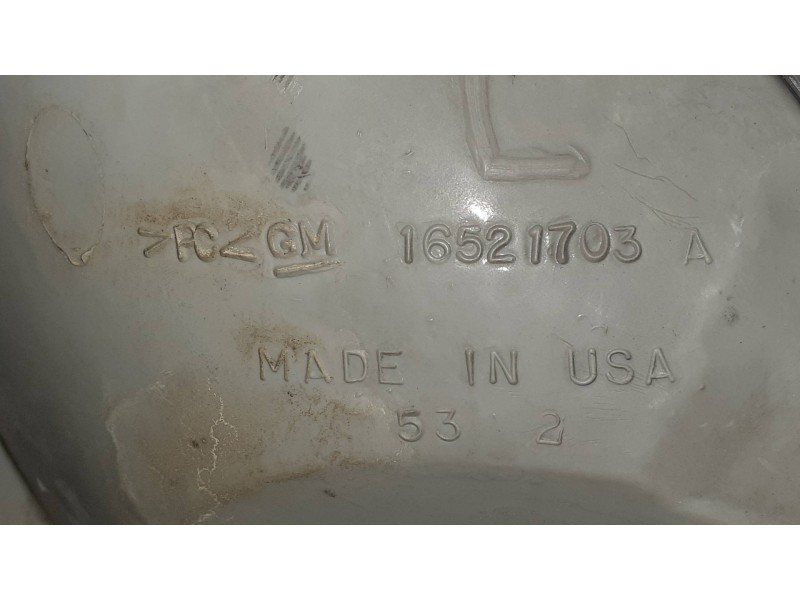 L
>PC< GM 16521703 A
MADE IN USA
53 2